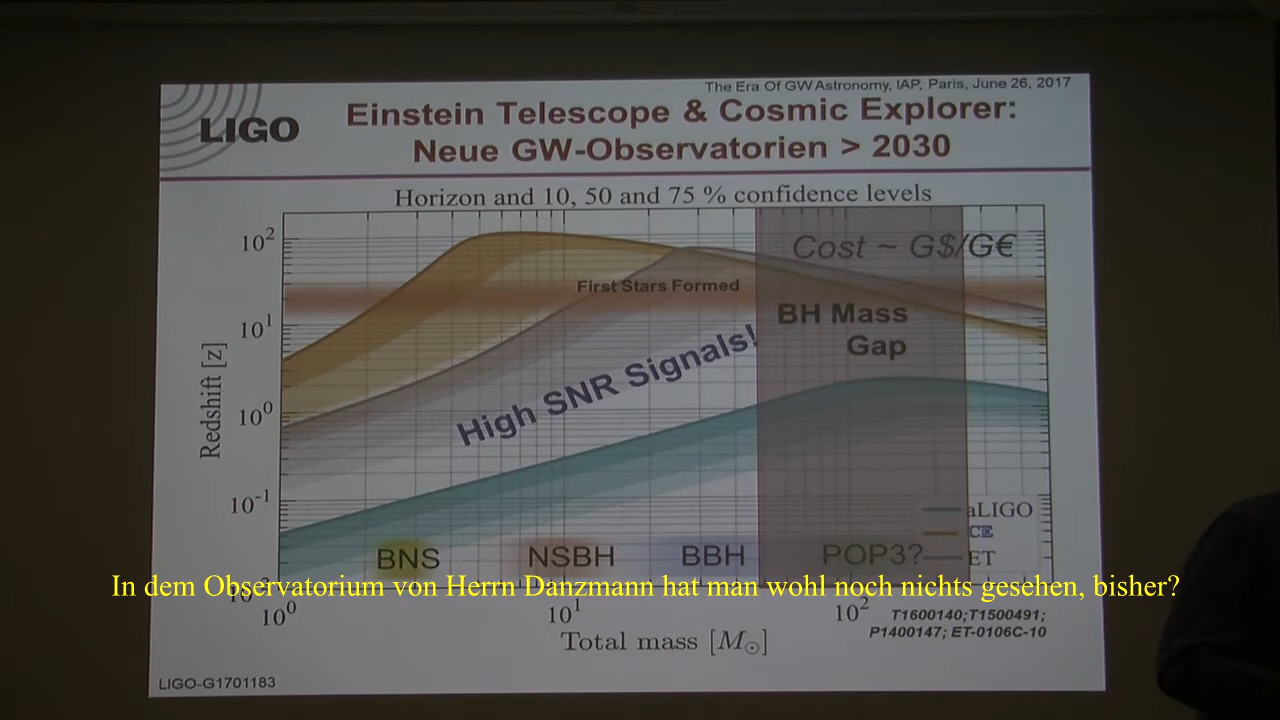 The Era Of GW Astronomy, IAP, Paris, June 26, 2017
LIGO
Einstein Telescope & Cosmic Explorer:
Neue GW-Observatorien > 2030
Horizon and 10, 50 and 75 % confidence levels
10²
Cost ~ G$/G€
First Stars Formed
BH Mass
Gap
10¹
High SNR Signals!
Redshift [z]
10⁰
10⁻¹
aLIGO
CE
ET
BNS
NSBH
BBH
POP3?
In dem Observatorium von Herrn Danzmann hat man wohl noch nichts gesehen, bisher?
10⁰
10¹
10²
T1600140;T1500491;
P1400147; ET-0106C-10
Total mass [M☉]
LIGO-G1701183